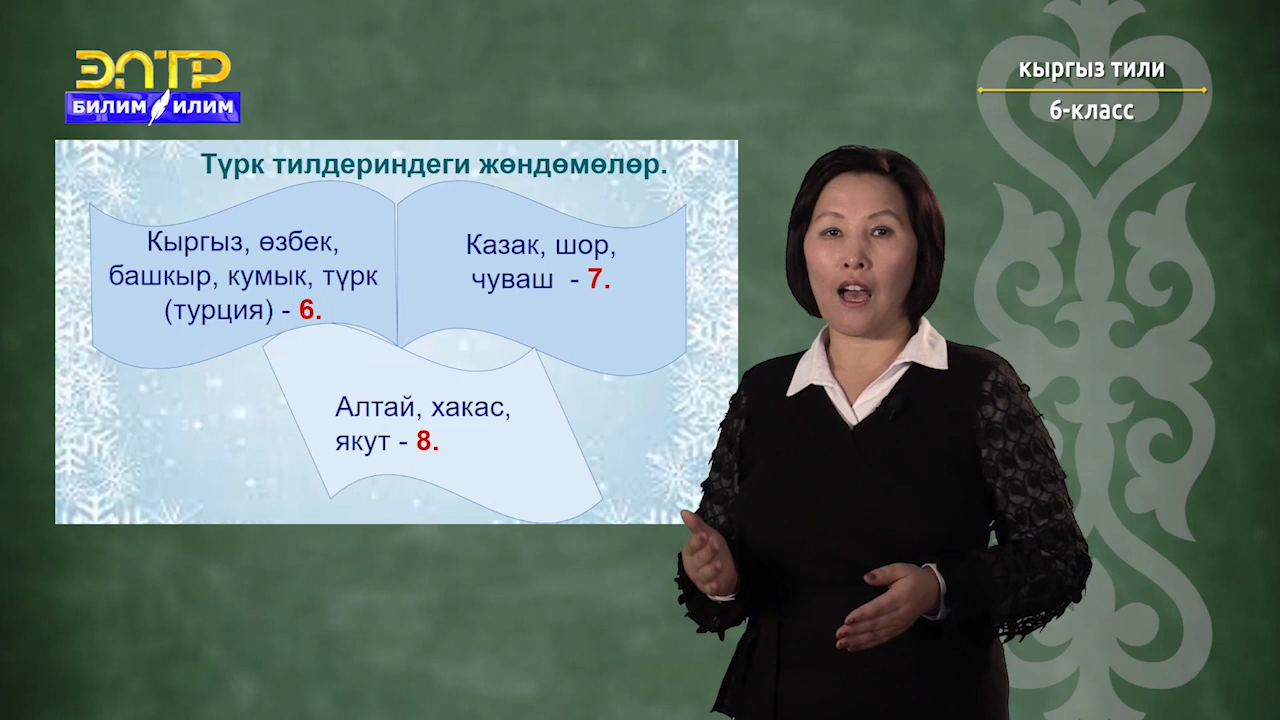 ЭЛТР
БИЛИМ ИЛИМ
кыргыз тили
6-класс
Түрк тилдериндеги жөндөмөлөр.
Кыргыз, өзбек,
башкыр, кумык, түрк
(турция) - 6.
Казак, шор,
чуваш - 7.
Алтай, хакас,
якут - 8.